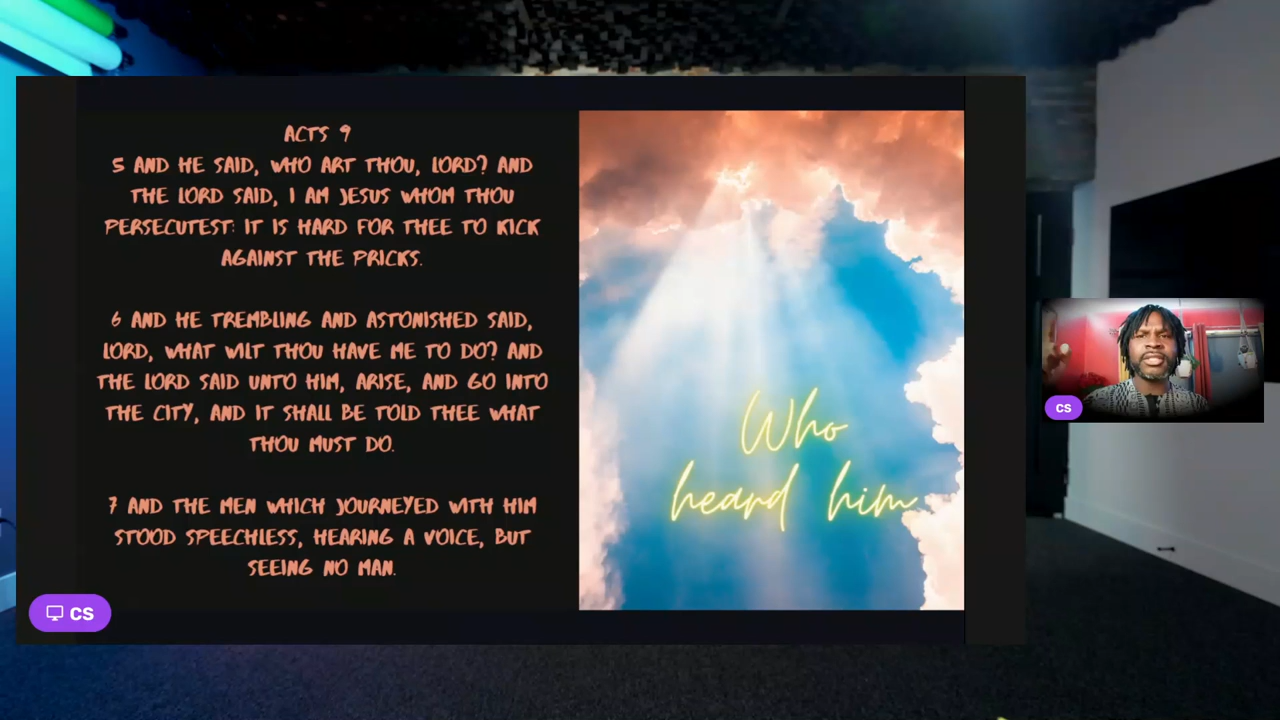 ACTS 9
5 AND HE SAID, WHO ART THOU, LORD? AND
THE LORD SAID, I AM JESUS WHOM THOU
PERSECUTEST: IT IS HARD FOR THEE TO KICK
AGAINST THE PRICKS.
6 AND HE TREMBLING AND ASTONISHED SAID,
LORD, WHAT WILT THOU HAVE ME TO DO? AND
THE LORD SAID UNTO HIM, ARISE, AND GO INTO
THE CITY, AND IT SHALL BE TOLD THEE WHAT
THOU MUST DO.
7 AND THE MEN WHICH JOURNEYED WITH HIM
STOOD SPEECHLESS, HEARING A VOICE, BUT
SEEING NO MAN.
Who
heard him
CS
CS